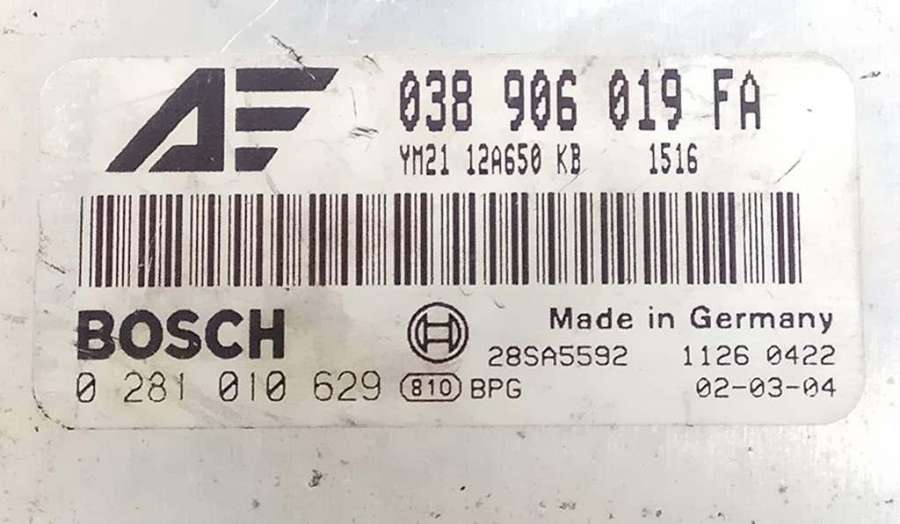 AE 038 906 019 FA
YM21 12A650 KB 1516
BOSCH Made in Germany
28SA5592 1126 0422
0 281 010 629 810 BPG 02-03-04